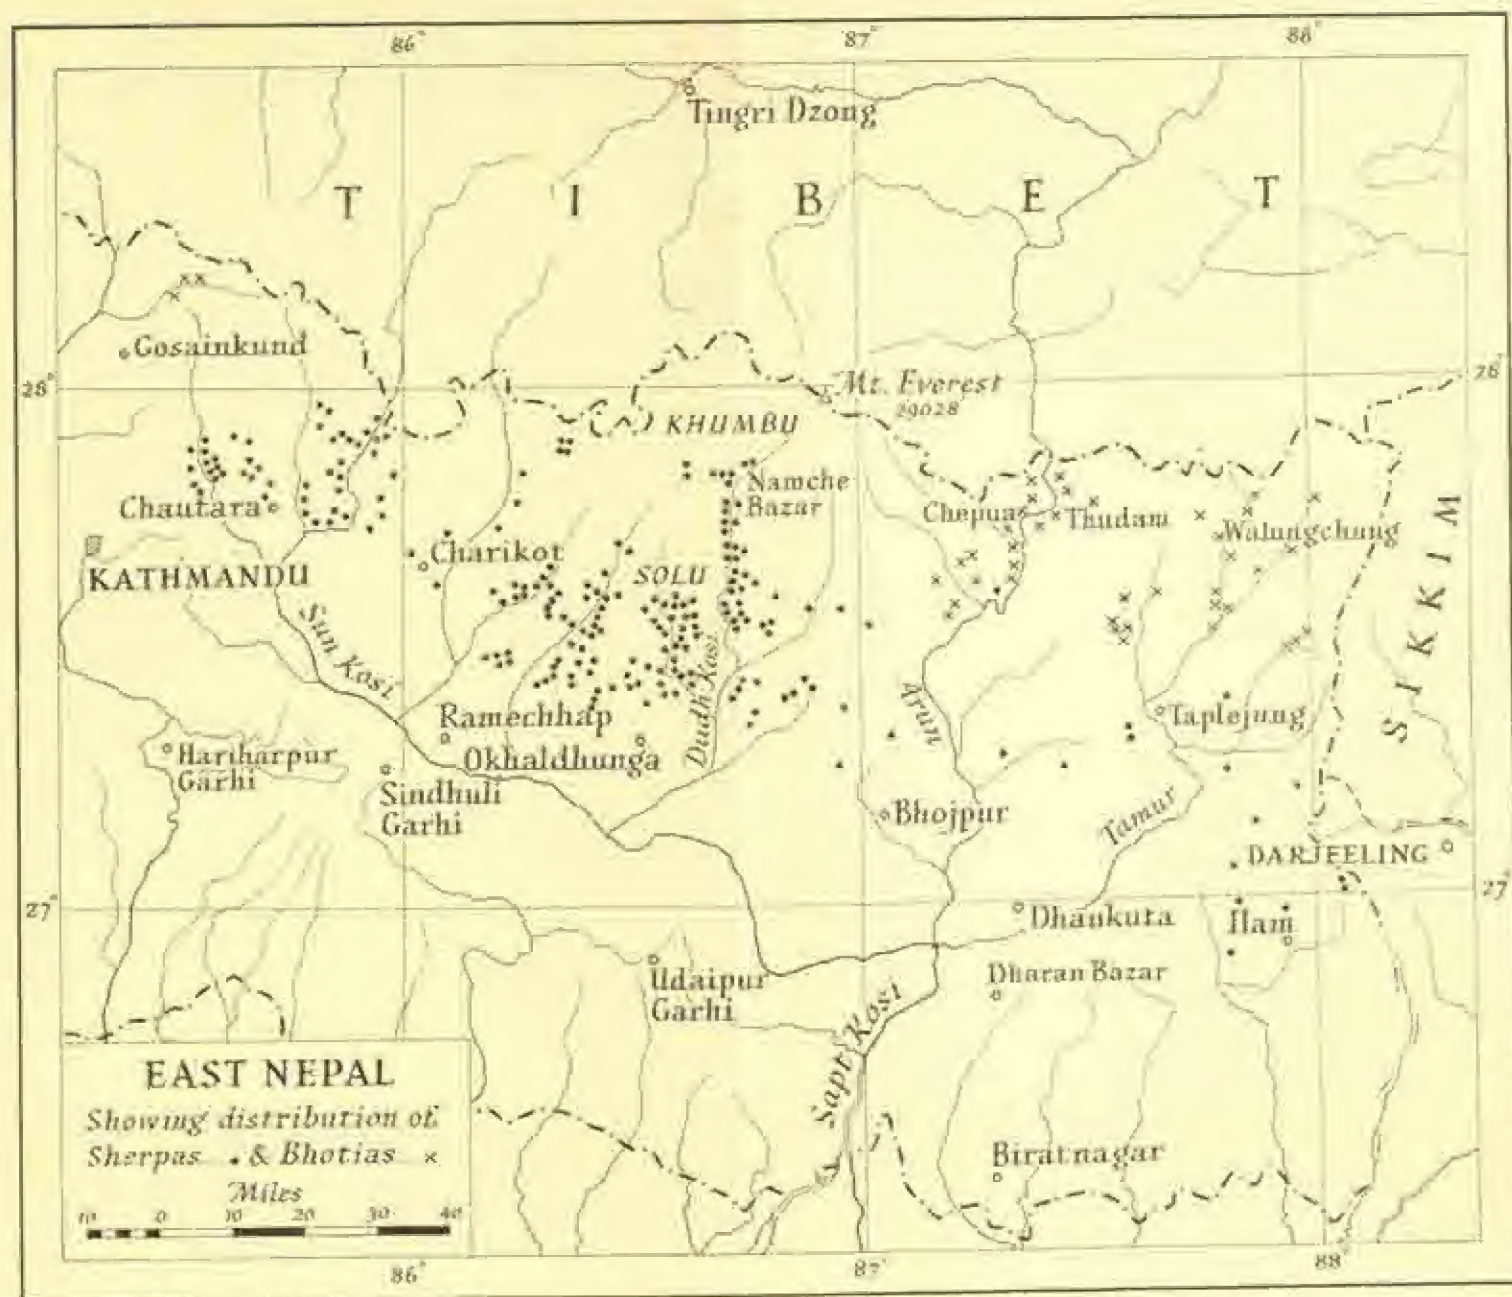 86°
87°
88°
Tingri Dzong
T I B E T
Gosainkund
28°
Mt. Everest
29028
28°
KHUMBU
Namche
Bazar
Chautara
Chepua
Thudam
Walungchung
KATHMANDU
Charikot
SOLU
SIKKIM
Sun Kosi
Dudh Kosi
Arun
Ramechhap
Taplejung
Hariharpur
Garhi
Okhaldhunga
Sindhuli
Garhi
Bhojpur
Tamur
DARJEELING
27°
27°
Dhankuta
Ilam
Udaipur
Garhi
Dharan Bazar
Sapt Kosi
EAST NEPAL
Showing distribution of
Sherpas • & Bhotias ×
Miles
10 0 10 20 30 40
Biratnagar
86°
87°
88°